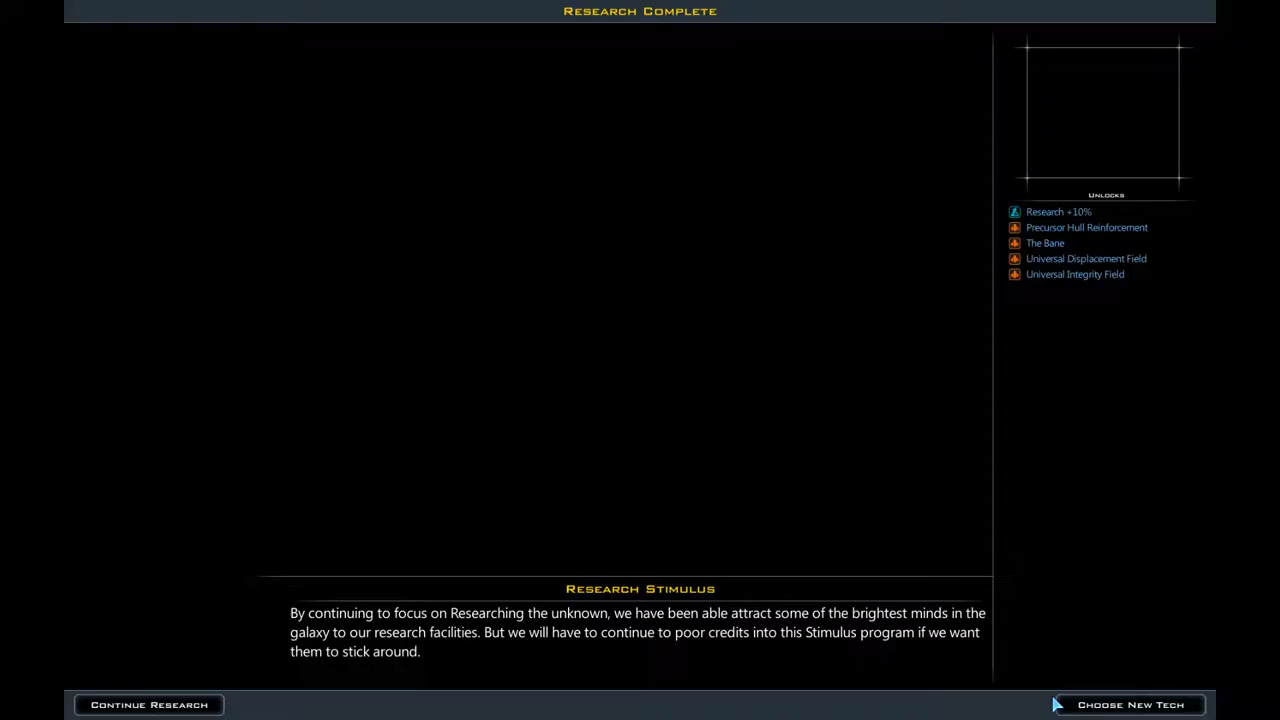 Research Complete
Unlocks
Research +10%
Precursor Hull Reinforcement
The Bane
Universal Displacement Field
Universal Integrity Field
Research Stimulus
By continuing to focus on Researching the unknown, we have been able attract some of the brightest minds in the
galaxy to our research facilities. But we will have to continue to poor credits into this Stimulus program if we want
them to stick around.
Continue Research
Choose New Tech